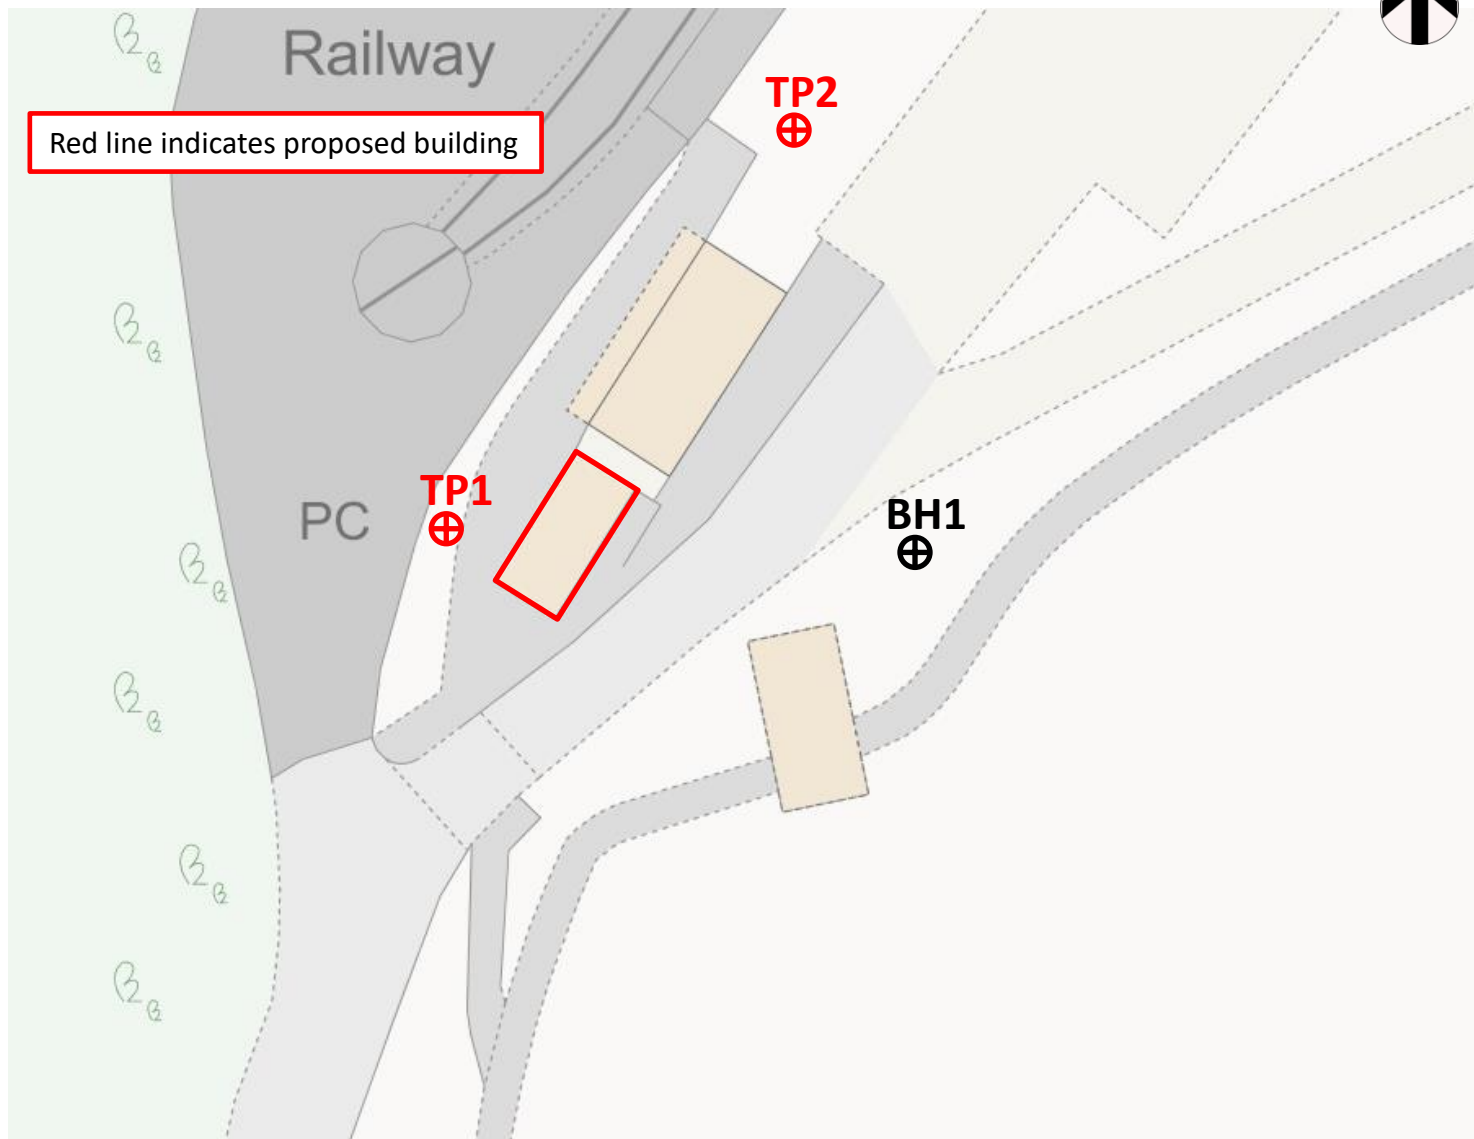 Railway
TP2
Red line indicates proposed building
TP1
PC
BH1